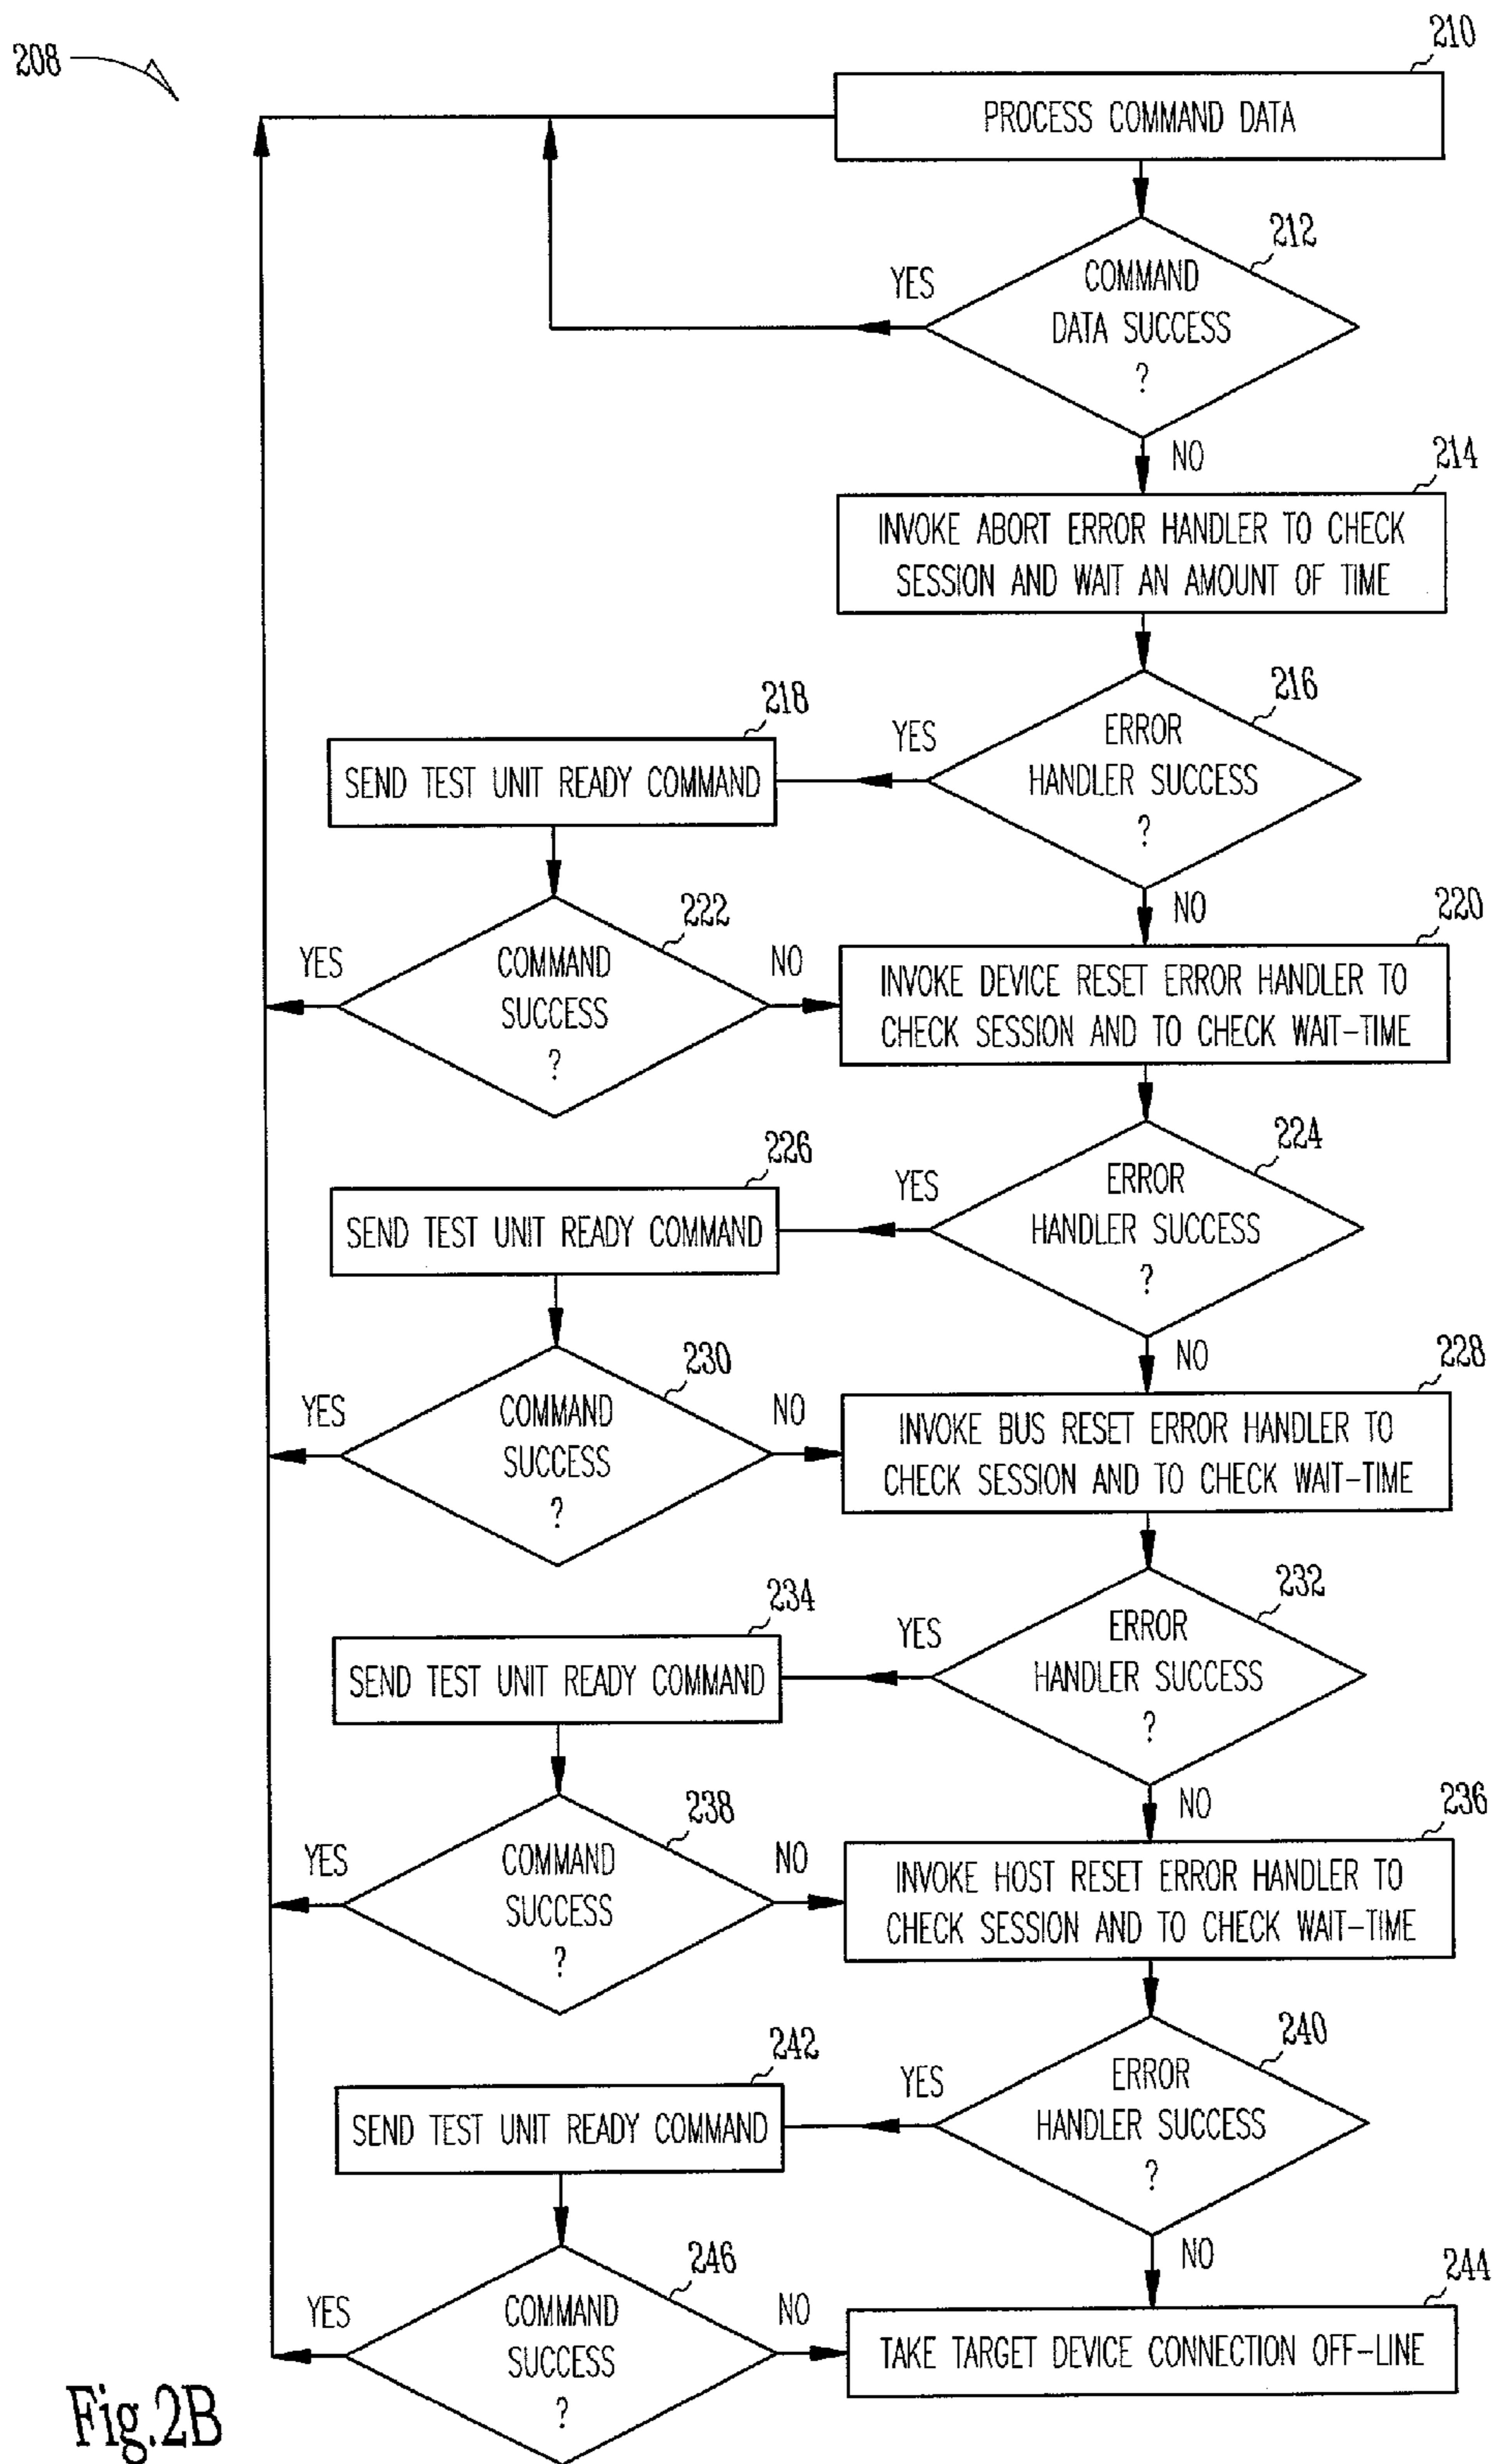 208
210
PROCESS COMMAND DATA
212
YES
COMMAND
DATA SUCCESS
?
NO
214
INVOKE ABORT ERROR HANDLER TO CHECK
SESSION AND WAIT AN AMOUNT OF TIME
216
218
YES
ERROR
HANDLER SUCCESS
?
SEND TEST UNIT READY COMMAND
NO
222
220
YES
COMMAND
SUCCESS
?
NO
INVOKE DEVICE RESET ERROR HANDLER TO
CHECK SESSION AND TO CHECK WAIT-TIME
224
226
YES
ERROR
HANDLER SUCCESS
?
SEND TEST UNIT READY COMMAND
NO
230
228
YES
COMMAND
SUCCESS
?
NO
INVOKE BUS RESET ERROR HANDLER TO
CHECK SESSION AND TO CHECK WAIT-TIME
232
234
YES
ERROR
HANDLER SUCCESS
?
SEND TEST UNIT READY COMMAND
NO
238
236
YES
COMMAND
SUCCESS
?
NO
INVOKE HOST RESET ERROR HANDLER TO
CHECK SESSION AND TO CHECK WAIT-TIME
240
242
YES
ERROR
HANDLER SUCCESS
?
SEND TEST UNIT READY COMMAND
NO
246
244
YES
COMMAND
SUCCESS
?
NO
TAKE TARGET DEVICE CONNECTION OFF-LINE
Fig.2B